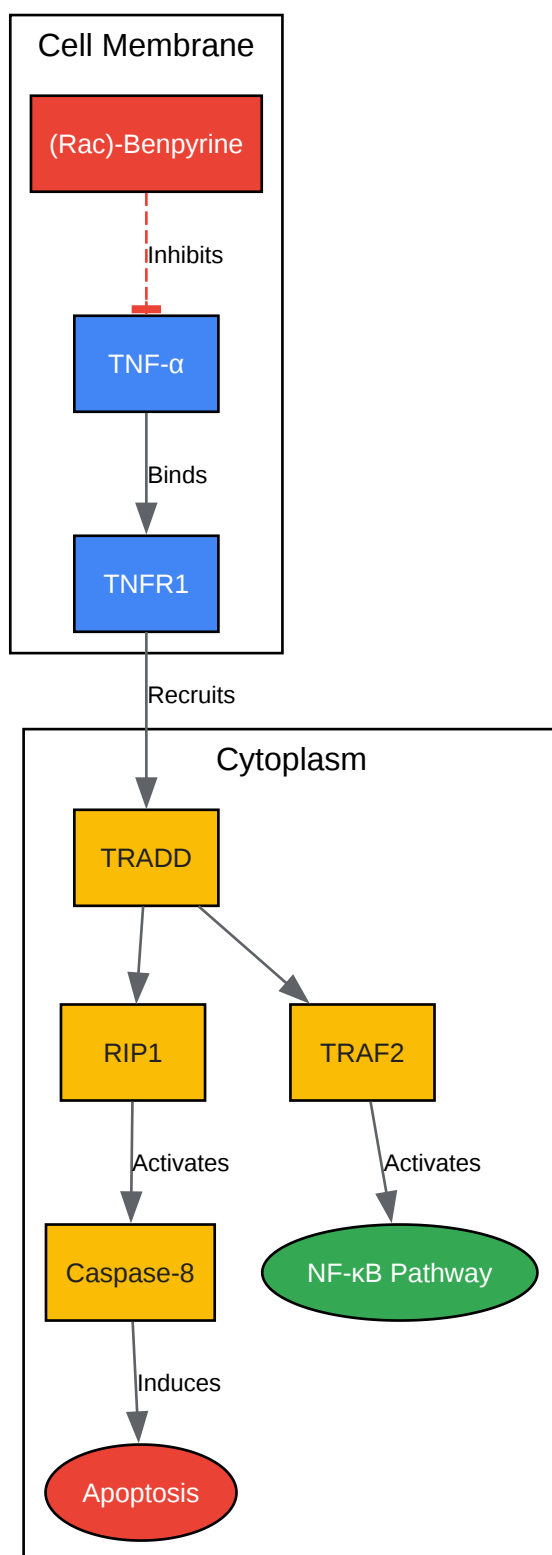 Cell Membrane
(Rac)-Benpyrine
Inhibits
TNF-α
Binds
TNFR1
Recruits
Cytoplasm
TRADD
RIP1
TRAF2
Activates
Activates
Caspase-8
NF-κB Pathway
Induces
Apoptosis